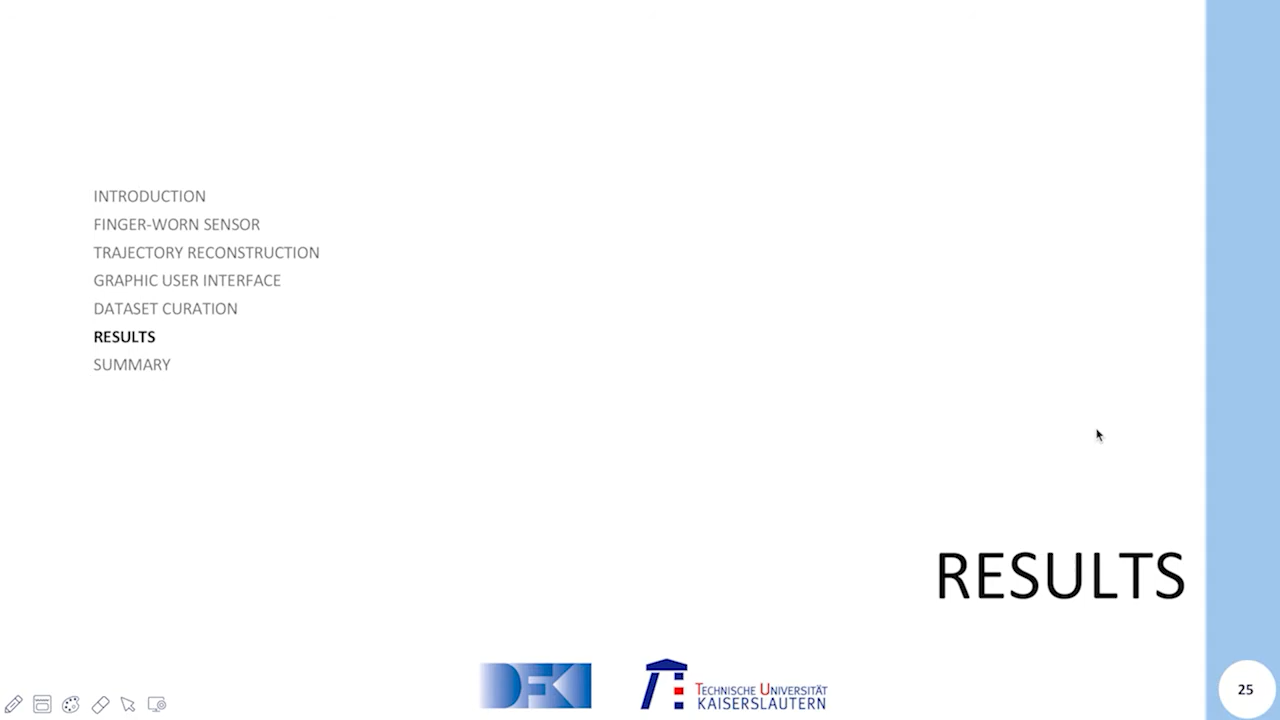 INTRODUCTION
FINGER-WORN SENSOR
TRAJECTORY RECONSTRUCTION
GRAPHIC USER INTERFACE
DATASET CURATION
RESULTS
SUMMARY
RESULTS
DFKI
TECHNISCHE UNIVERSITÄT
KAISERSLAUTERN
25